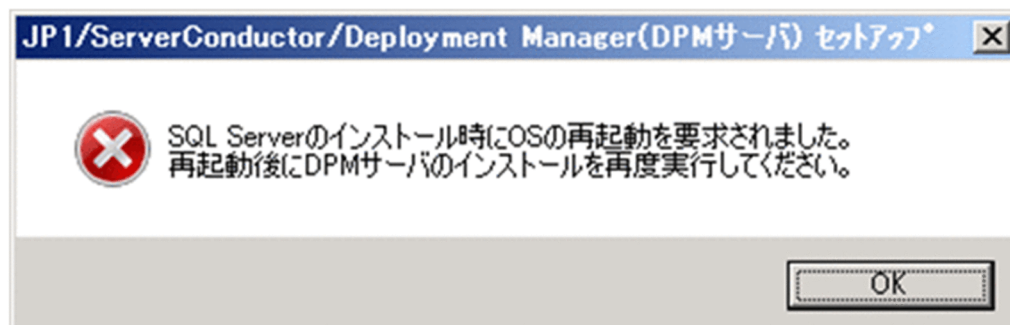 JP1/ServerConductor/Deployment Manager(DPMサーバ) セットアップ
SQL Serverのインストール時にOSの再起動を要求されました。
再起動後にDPMサーバのインストールを再度実行してください。
OK